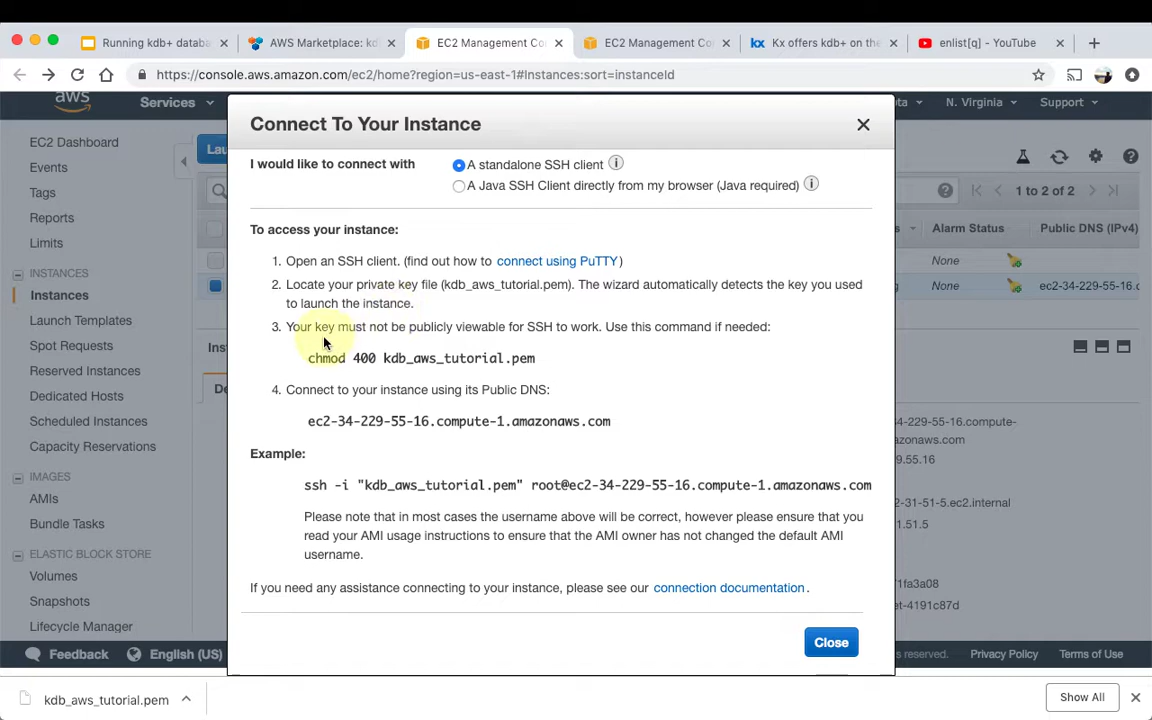 Running kdb+ datab
AWS Marketplace: kd
EC2 Management Co
EC2 Management Co
kx Kx offers kdb+ on the
enlist[q] - YouTube
https://console.aws.amazon.com/ec2/home?region=us-east-1#Instances:sort=instanceId
aws
Services
N. Virginia
Support
EC2 Dashboard
Events
Tags
Reports
Limits
INSTANCES
Instances
Launch Templates
Spot Requests
Reserved Instances
Dedicated Hosts
Scheduled Instances
Capacity Reservations
IMAGES
AMIs
Bundle Tasks
ELASTIC BLOCK STORE
Volumes
Snapshots
Lifecycle Manager
Feedback
English (US)
Connect To Your Instance
I would like to connect with
A standalone SSH client
A Java SSH Client directly from my browser (Java required)
To access your instance:
1. Open an SSH client. (find out how to connect using PuTTY)
2. Locate your private key file (kdb_aws_tutorial.pem). The wizard automatically detects the key you used
to launch the instance.
3. Your key must not be publicly viewable for SSH to work. Use this command if needed:
chmod 400 kdb_aws_tutorial.pem
4. Connect to your instance using its Public DNS:
ec2-34-229-55-16.compute-1.amazonaws.com
Example:
ssh -i "kdb_aws_tutorial.pem" root@ec2-34-229-55-16.compute-1.amazonaws.com
Please note that in most cases the username above will be correct, however please ensure that you
read your AMI usage instructions to ensure that the AMI owner has not changed the default AMI
username.
If you need any assistance connecting to your instance, please see our connection documentation.
Close
1 to 2 of 2
Alarm Status
Public DNS (IPv4)
None
None
ec2-34-229-55-16.c
.55.16
.51.5
Privacy Policy
Terms of Use
kdb_aws_tutorial.pem
Show All